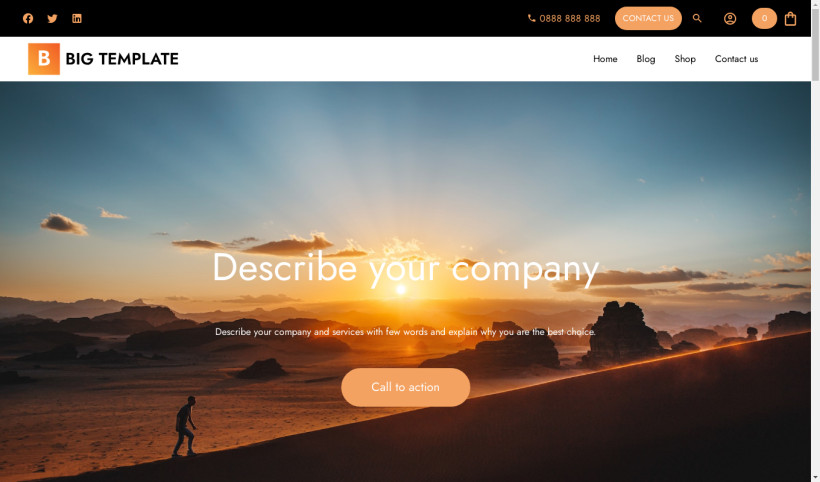 0888 888 888 CONTACT US 0
B BIG TEMPLATE Home Blog Shop Contact us
Describe your company
Describe your company and services with few words and explain why you are the best choice.
Call to action